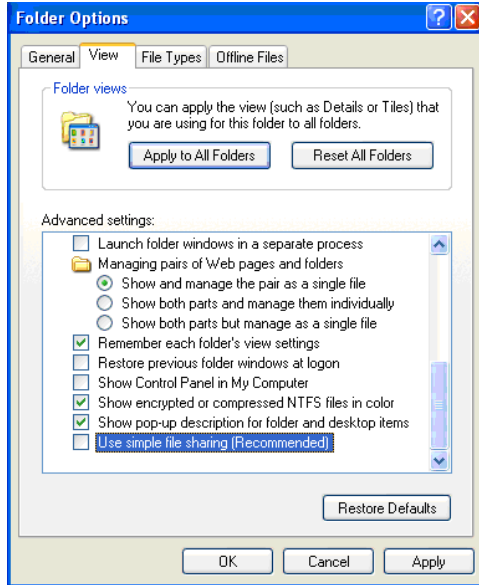 Folder Options
General View File Types Offline Files
Folder views
You can apply the view (such as Details or Tiles) that
you are using for this folder to all folders.
Apply to All Folders Reset All Folders
Advanced settings:
Launch folder windows in a separate process
Managing pairs of Web pages and folders
Show and manage the pair as a single file
Show both parts and manage them individually
Show both parts but manage as a single file
Remember each folder's view settings
Restore previous folder windows at logon
Show Control Panel in My Computer
Show encrypted or compressed NTFS files in color
Show pop-up description for folder and desktop items
Use simple file sharing (Recommended)
Restore Defaults
OK Cancel Apply